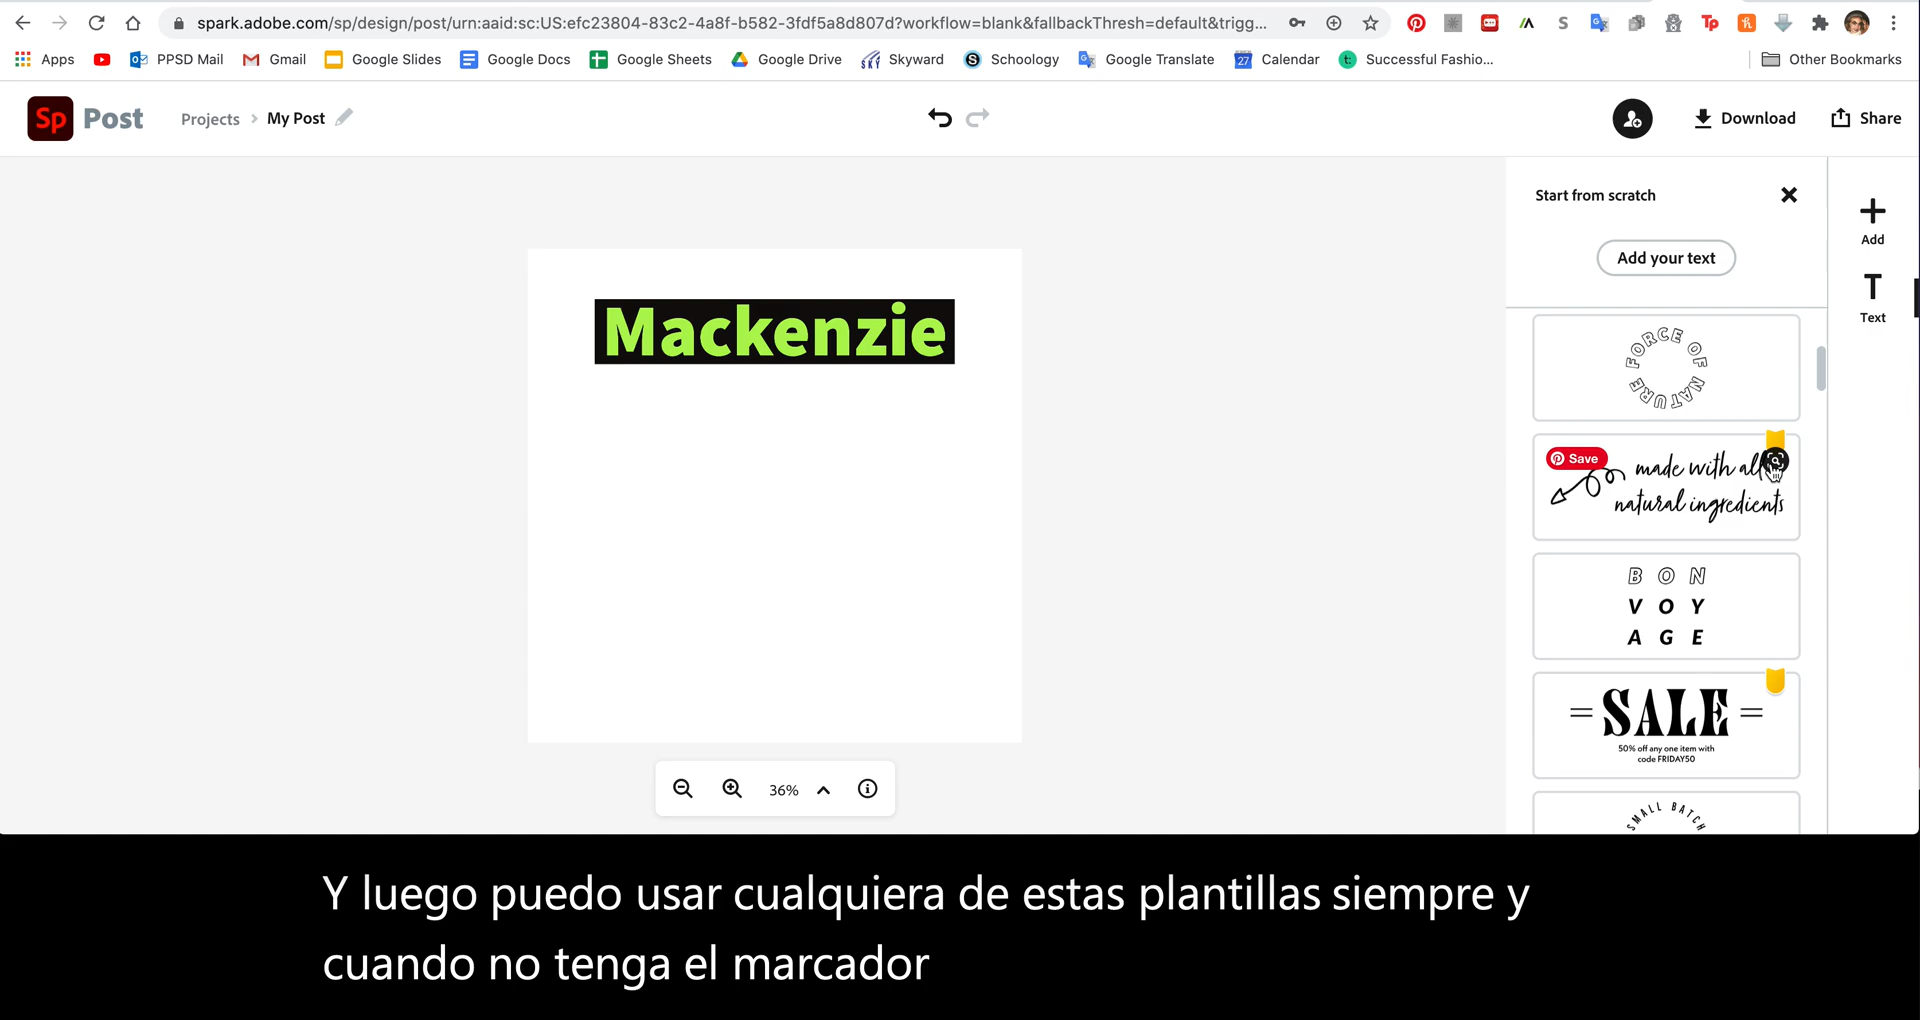 spark.adobe.com/sp/design/post/urn:aaid:sc:US:efc23804-83c2-4a8f-b582-3fdf5a8d807d?workflow=blank&fallbackThresh=default&trigg...
Apps PPSD Mail Gmail Google Slides Google Docs Google Sheets Google Drive Skyward Schoology Google Translate 27 Calendar Successful Fashio... Other Bookmarks
Sp Post Projects > My Post Download Share
Start from scratch
Add your text
Add
Text
Mackenzie
FORCE OF NATURE
Save
made with all
natural ingredients
B O N
V O Y
A G E
= SALE =
50% off any one item with
code FRIDAY50
SMALL BATCH
36%
Y luego puedo usar cualquiera de estas plantillas siempre y
cuando no tenga el marcador